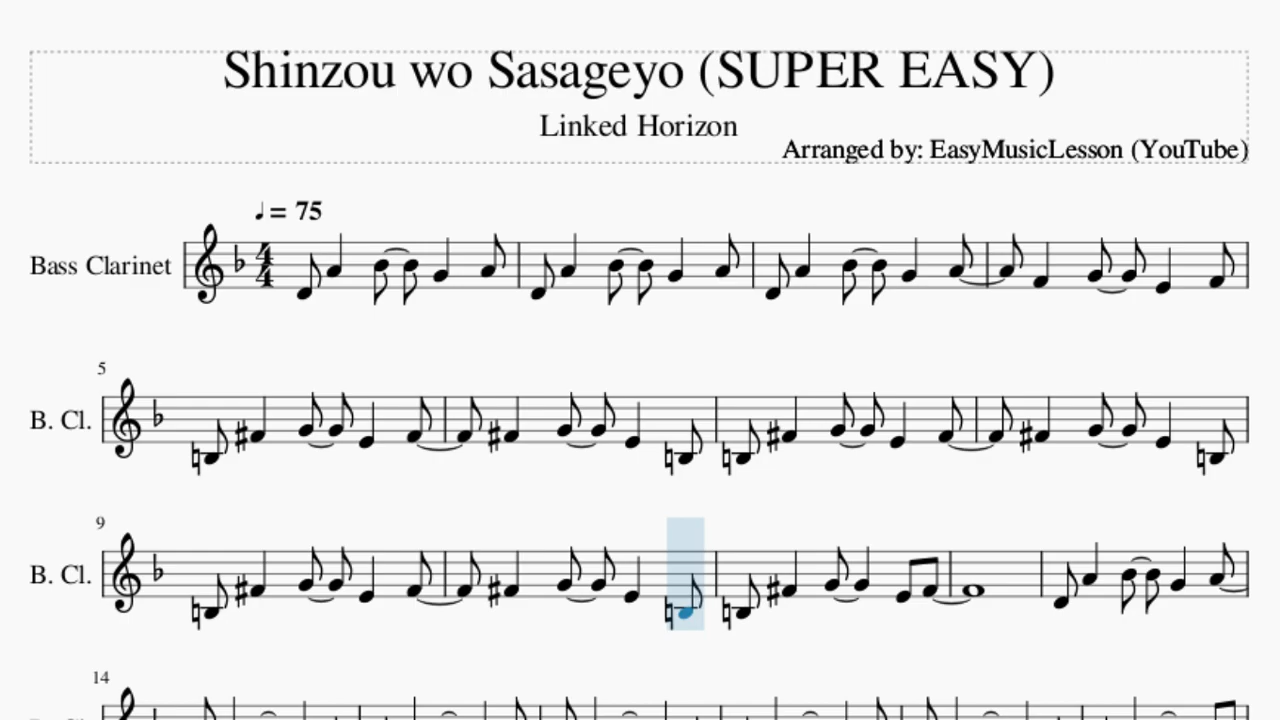 Shinzou wo Sasageyo (SUPER EASY)
Linked Horizon
Arranged by: EasyMusicLesson (YouTube)
♩ = 75
Bass Clarinet
4
4
5
B. Cl.
9
B. Cl.
14